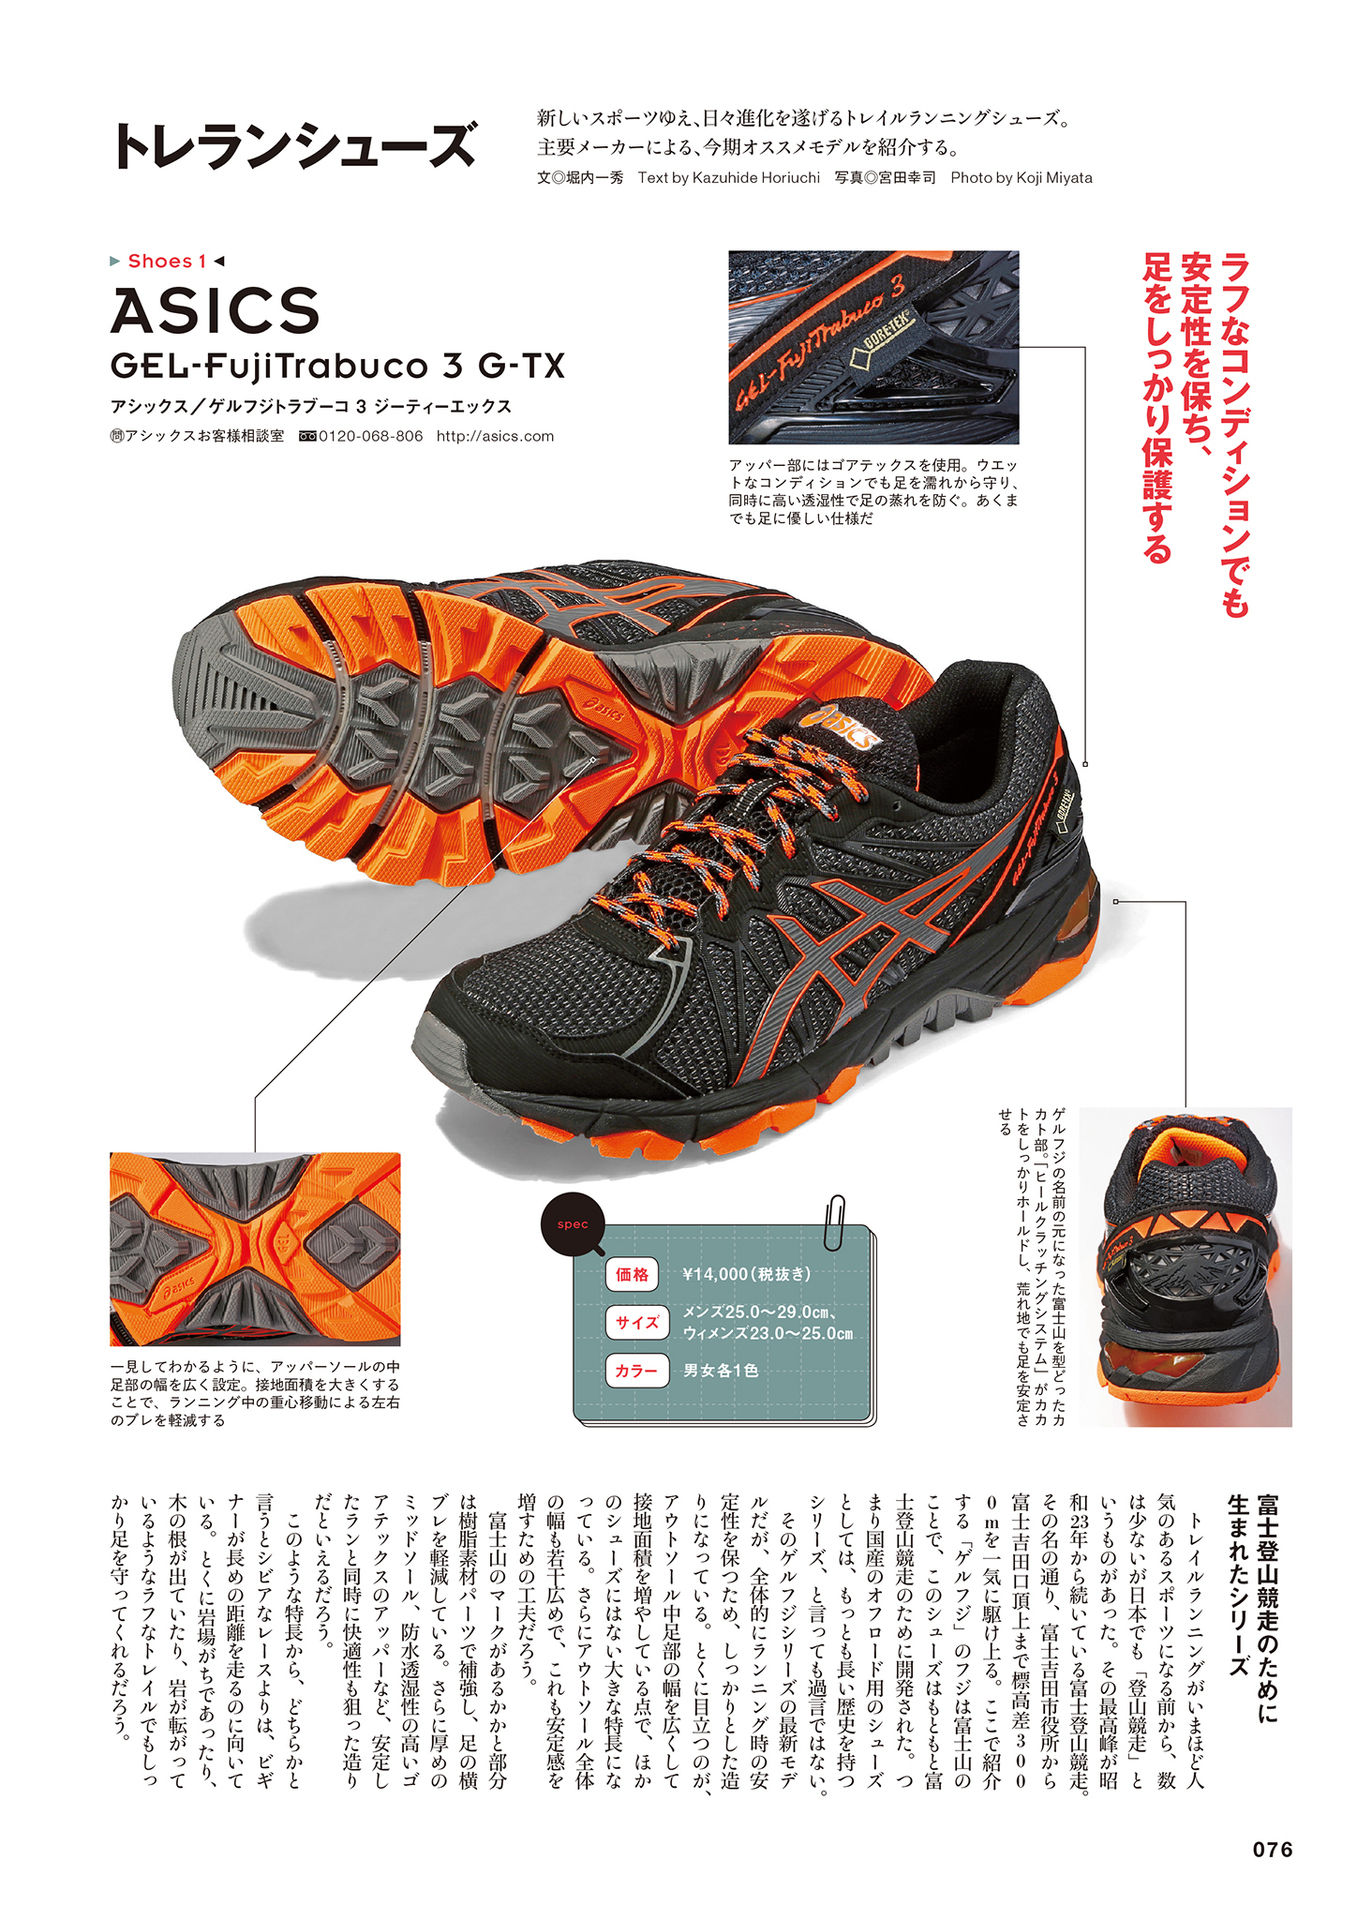 トレランシューズ
新しいスポーツゆえ、日々進化を遂げるトレイルランニングシューズ。
主要メーカーによる、今期オススメモデルを紹介する。
文◎堀内一秀　Text by Kazuhide Horiuchi　写真◎宮田幸司　Photo by Koji Miyata
Shoes 1
ASICS
GEL-FujiTrabuco 3 G-TX
アシックス／ゲルフジトラブーコ 3 ジーティーエックス
問アシックスお客様相談室　0120-068-806　http://asics.com
ラフなコンディションでも
安定性を保ち、
足をしっかり保護する
GEL-FujiTrabuco 3
GORE-TEX
アッパー部にはゴアテックスを使用。ウエッ
トなコンディションでも足を濡れから守り、
同時に高い透湿性で足の蒸れを防ぐ。あくま
でも足に優しい仕様だ
asics
asics
GEL-FujiTrabuco 3
GORE-TEX
asics
GEL
一見してわかるように、アッパーソールの中
足部の幅を広く設定。接地面積を大きくする
ことで、ランニング中の重心移動による左右
のブレを軽減する
ゲルフジの名前の元になった富士山を型どったカ
カト部。「ヒールクラッチングシステム」がカカ
トをしっかりホールドし、荒れ地でも足を安定さ
せる
spec
価格　¥14,000（税抜き）
サイズ　メンズ25.0〜29.0㎝、
ウィメンズ23.0〜25.0㎝
カラー　男女各1色
富士登山競走のために
生まれたシリーズ
トレイルランニングがいまほど人
気のあるスポーツになる前から、数
は少ないが日本でも「登山競走」と
いうものがあった。その最高峰が昭
和23年から続いている富士登山競走。
その名の通り、富士吉田市役所から
富士吉田口頂上まで標高差３００
０ｍを一気に駆け上る。ここで紹介
する「ゲルフジ」のフジは富士山の
ことで、このシューズはもともと富
士登山競走のために開発された。つ
まり国産のオフロード用のシューズ
としては、もっとも長い歴史を持つ
シリーズ、と言っても過言ではない。
そのゲルフジシリーズの最新モデ
ルだが、全体的にランニング時の安
定性を保つため、しっかりとした造
りになっている。とくに目立つのが、
アウトソール中足部の幅を広くして
接地面積を増やしている点で、ほか
のシューズにはない大きな特長にな
っている。さらにアウトソール全体
の幅も若干広めで、これも安定感を
増すための工夫だろう。
富士山のマークがあるかかと部分
は樹脂素材パーツで補強し、足の横
ブレを軽減している。さらに厚めの
ミッドソール、防水透湿性の高いゴ
アテックスのアッパーなど、安定し
たランと同時に快適性も狙った造り
だといえるだろう。
このような特長から、どちらかと
言うとシビアなレースよりは、ビギ
ナーが長めの距離を走るのに向いて
いる。とくに岩場がちであったり、
木の根が出ていたり、岩が転がって
いるようなラフなトレイルでもしっ
かり足を守ってくれるだろう。
076